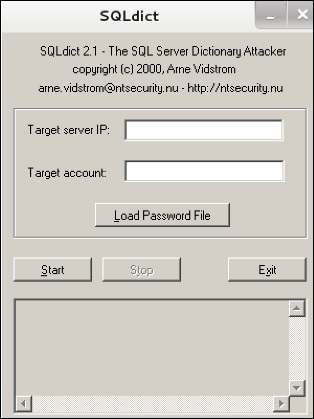 SQLdict
SQLdict 2.1 - The SQL Server Dictionary Attacker
copyright (c) 2000, Arne Vidstrom
arne.vidstrom@ntsecurity.nu - http://ntsecurity.nu
Target server IP:
Target account:
Load Password File
Start Stop Exit